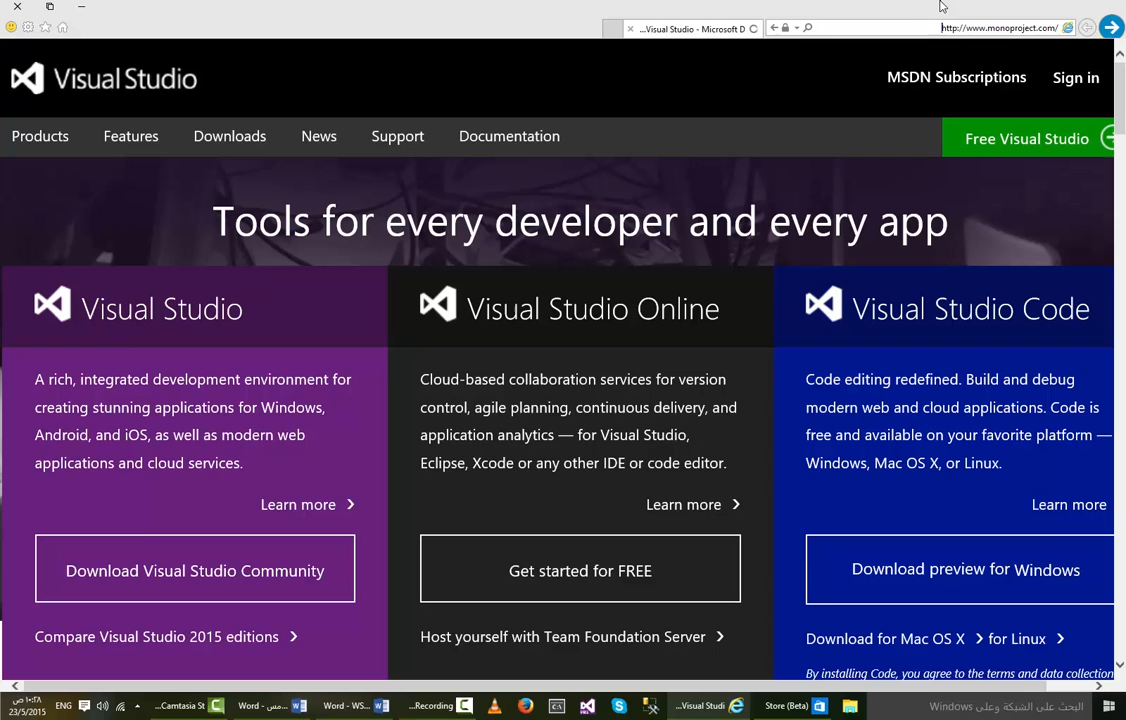 ...Visual Studio - Microsoft D
http://www.monoproject.com/
Visual Studio
MSDN Subscriptions
Sign in
Products
Features
Downloads
News
Support
Documentation
Free Visual Studio
Tools for every developer and every app
Visual Studio
A rich, integrated development environment for
creating stunning applications for Windows,
Android, and iOS, as well as modern web
applications and cloud services.
Learn more
Download Visual Studio Community
Compare Visual Studio 2015 editions
Visual Studio Online
Cloud-based collaboration services for version
control, agile planning, continuous delivery, and
application analytics — for Visual Studio,
Eclipse, Xcode or any other IDE or code editor.
Learn more
Get started for FREE
Host yourself with Team Foundation Server
Visual Studio Code
Code editing redefined. Build and debug
modern web and cloud applications. Code is
free and available on your favorite platform —
Windows, Mac OS X, or Linux.
Learn more
Download preview for Windows
Download for Mac OS X
for Linux
By installing Code, you agree to the terms and data collection
١٠:٢٨ ص
23/5/2015
ENG
...Camtasia St
Word - مس...
Word - WS...
...Recording
...Visual Studi
Store (Beta)
البحث على الشبكة وعلى Windows